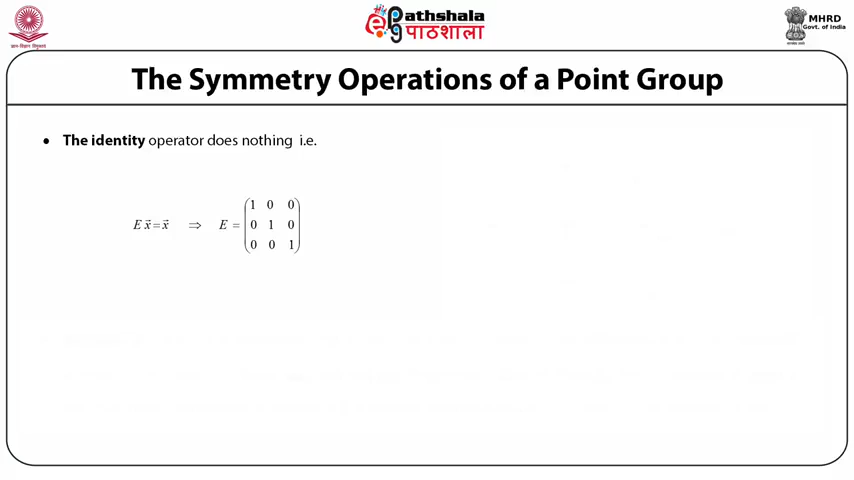 ePathshala
पाठशाला
MHRD
Govt. of India
The Symmetry Operations of a Point Group
• The identity operator does nothing i.e.
E x⃗ = x⃗ ⇒ E = (1 0 0
0 1 0
0 0 1)